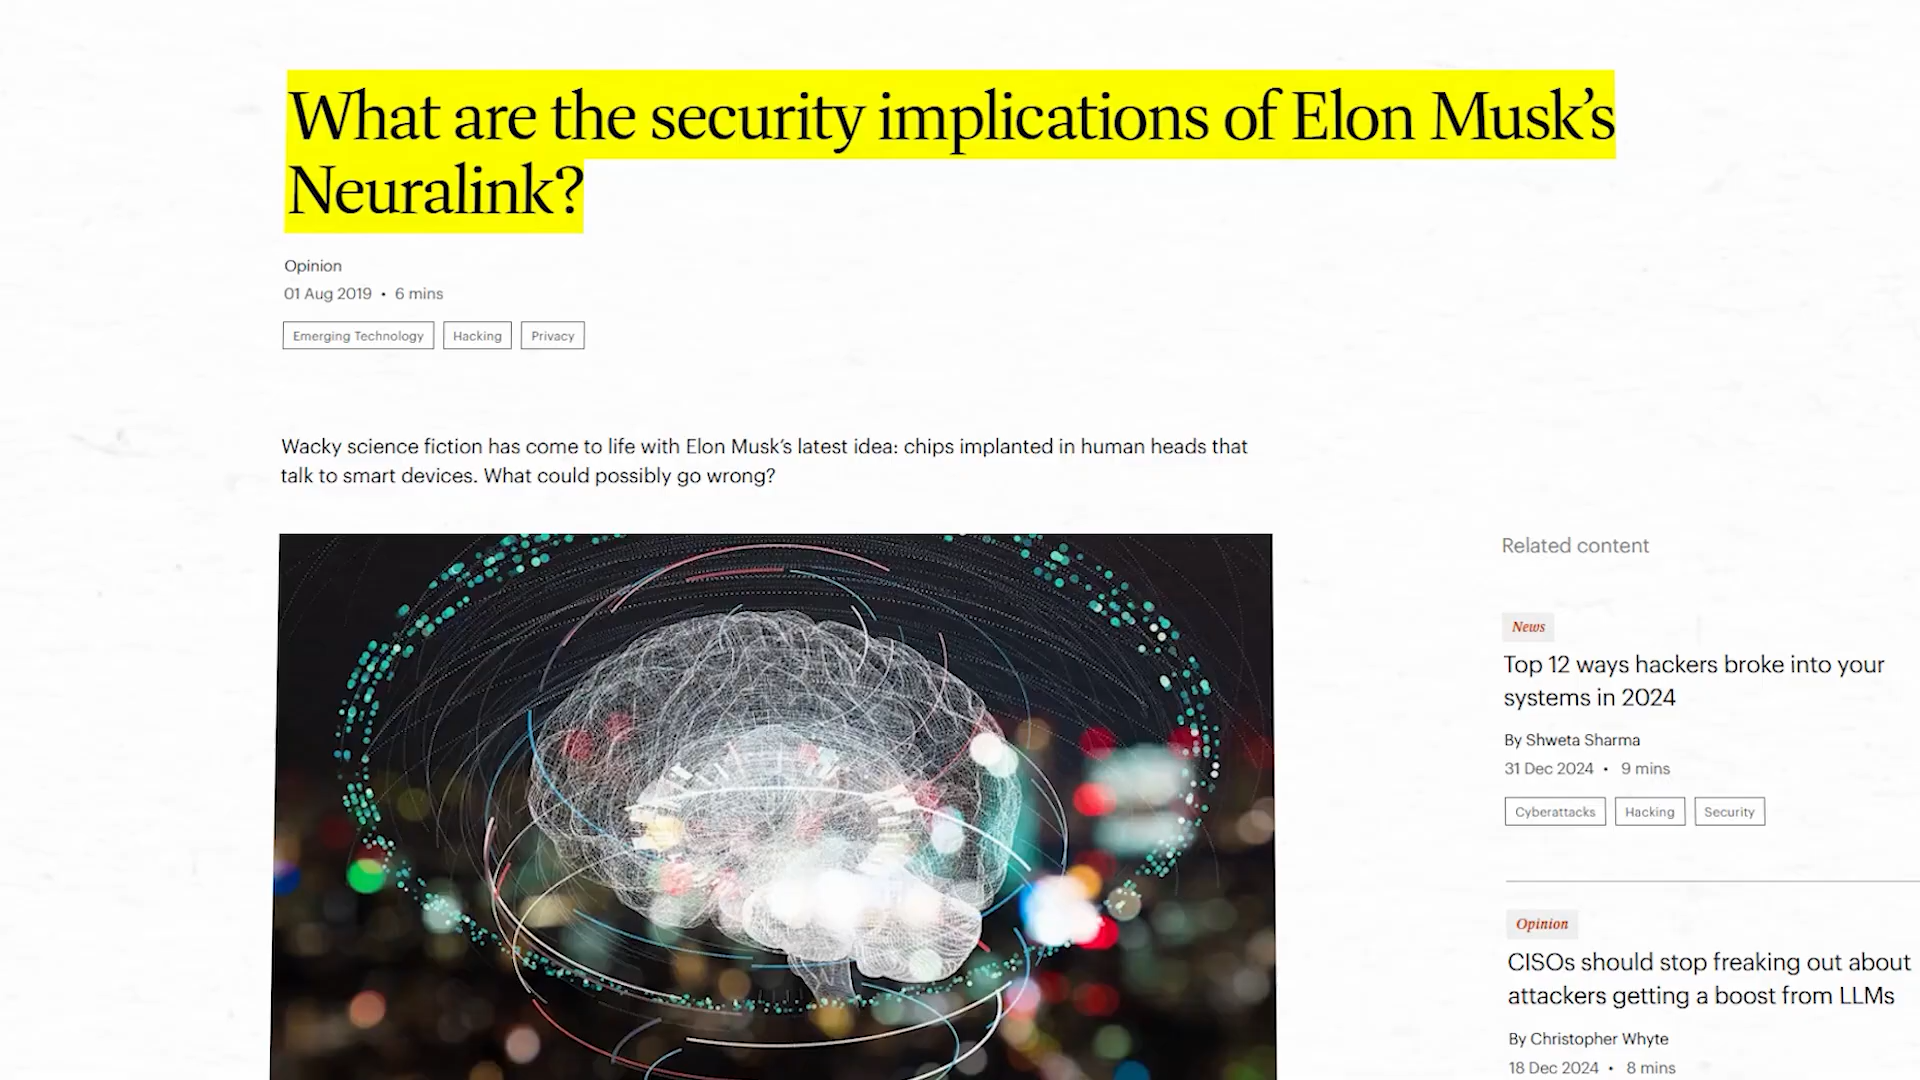 What are the security implications of Elon Musk’s
Neuralink?
Opinion
01 Aug 2019 • 6 mins
Emerging Technology Hacking Privacy
Wacky science fiction has come to life with Elon Musk’s latest idea: chips implanted in human heads that
talk to smart devices. What could possibly go wrong?
Related content
News
Top 12 ways hackers broke into your
systems in 2024
By Shweta Sharma
31 Dec 2024 • 9 mins
Cyberattacks Hacking Security
Opinion
CISOs should stop freaking out about
attackers getting a boost from LLMs
By Christopher Whyte
18 Dec 2024 • 8 mins